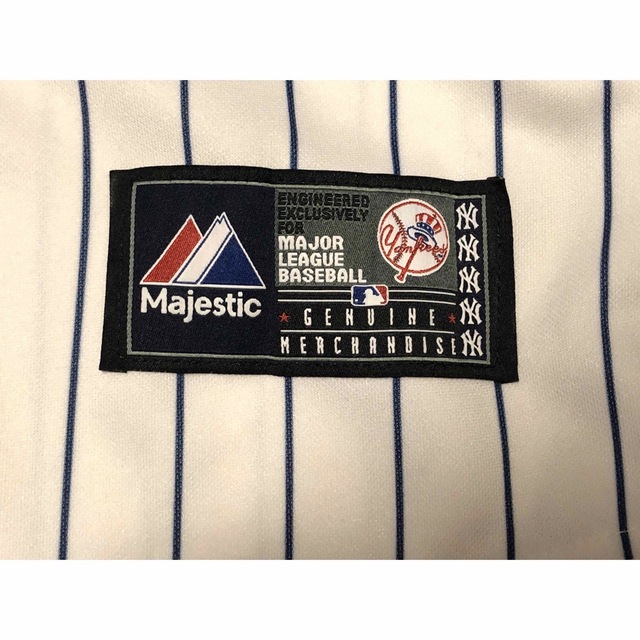 Majestic
ENGINEERED
EXCLUSIVELY
FOR
MAJOR
LEAGUE
BASEBALL
Yankees
GENUINE
MERCHANDISE
NY
NY
NY
NY
NY